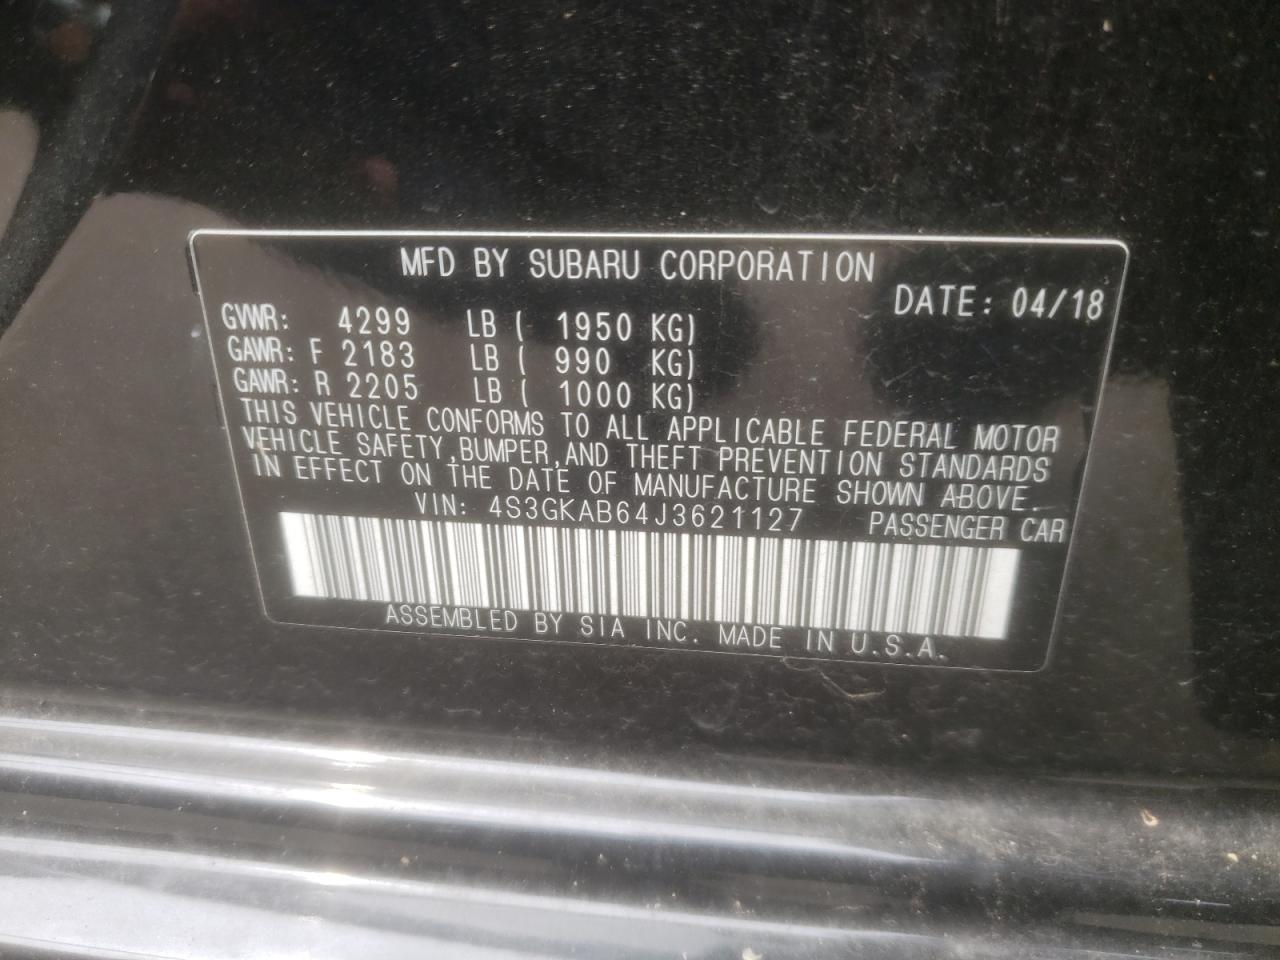 MFD BY SUBARU CORPORATION
DATE: 04/18
GVWR: 4299 LB ( 1950 KG)
GAWR: F 2183 LB ( 990 KG)
GAWR: R 2205 LB ( 1000 KG)
THIS VEHICLE CONFORMS TO ALL APPLICABLE FEDERAL MOTOR
VEHICLE SAFETY,BUMPER,AND THEFT PREVENTION STANDARDS
IN EFFECT ON THE DATE OF MANUFACTURE SHOWN ABOVE.
VIN: 4S3GKAB64J3621127 PASSENGER CAR
ASSEMBLED BY SIA INC. MADE IN U.S.A.